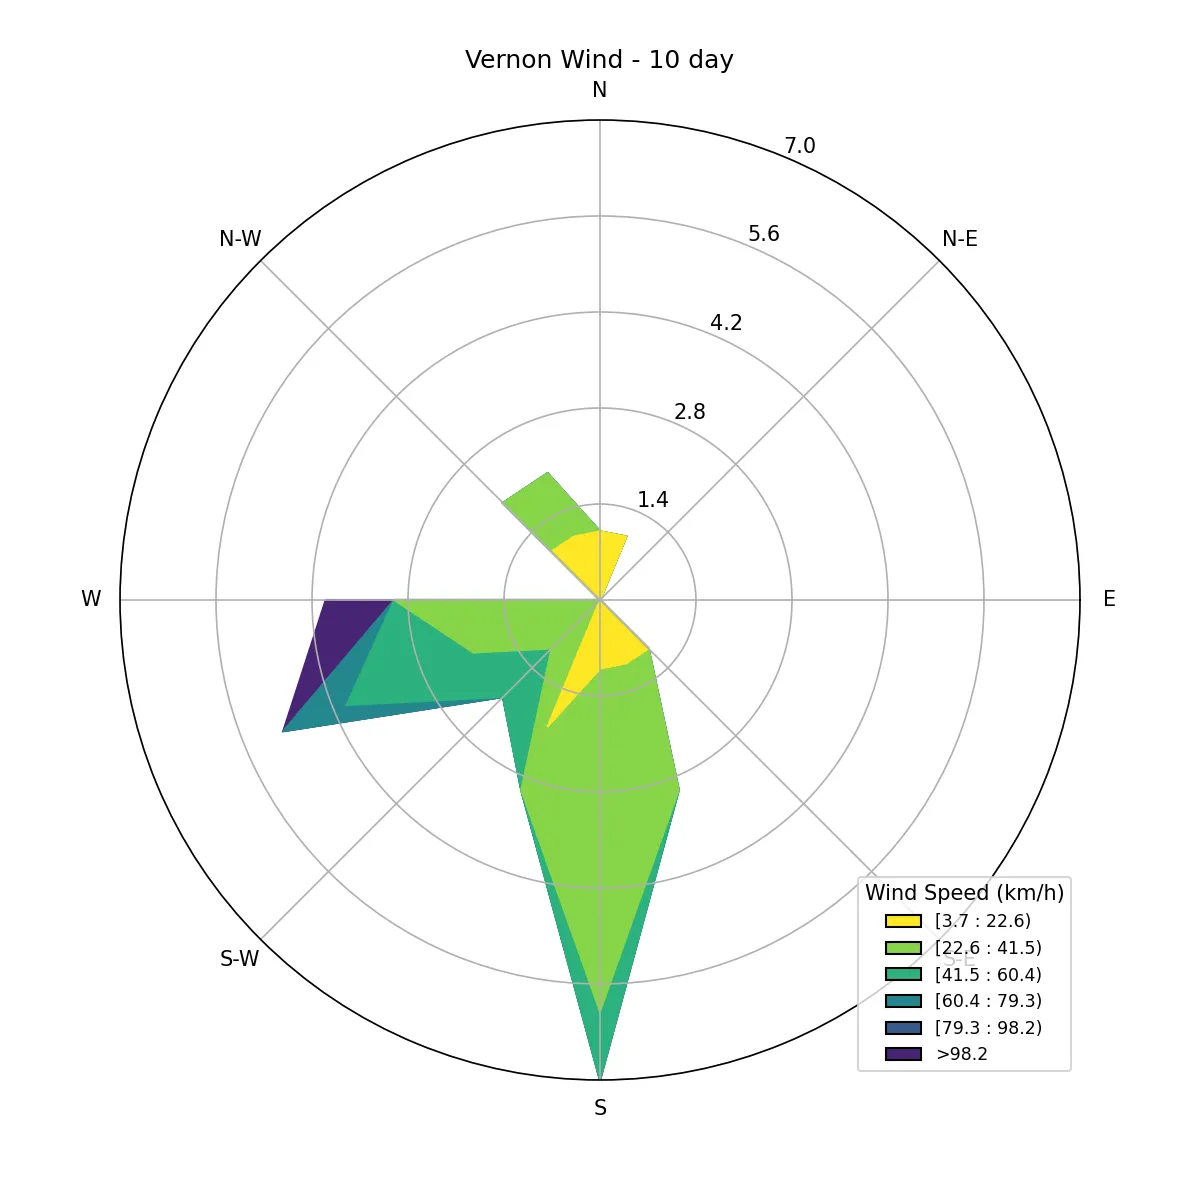 Vernon Wind - 10 day
N
7.0
5.6
N-W
N-E
4.2
2.8
1.4
W
E
S-W
S-E
S
Wind Speed (km/h)
[3.7 : 22.6)
[22.6 : 41.5)
[41.5 : 60.4)
[60.4 : 79.3)
[79.3 : 98.2)
>98.2